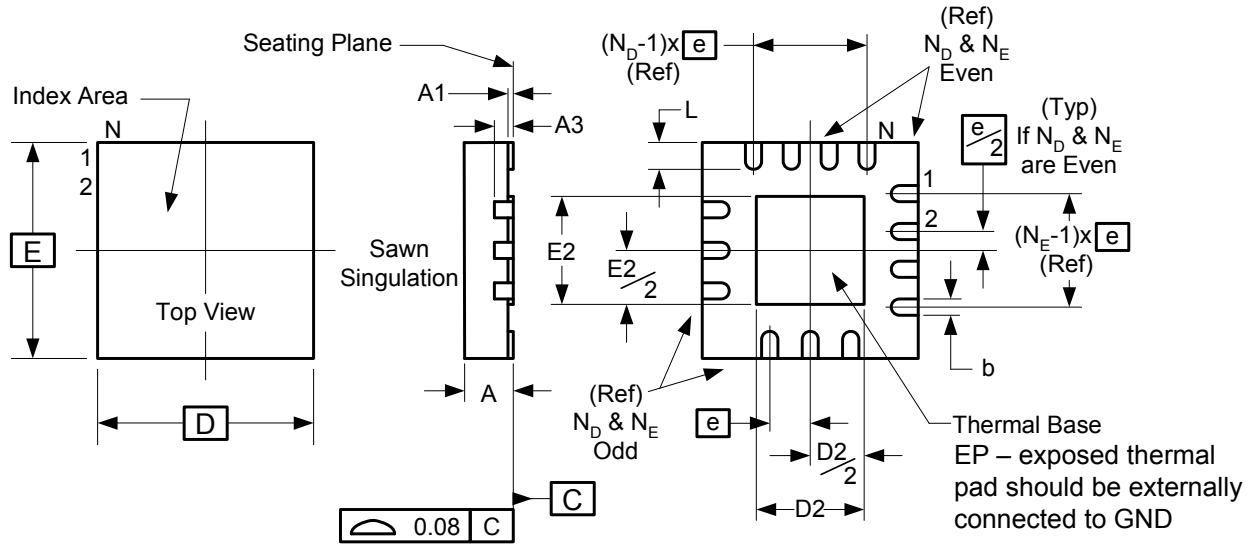 Seating Plane
Index Area
N
1
2
E
Top View
D
A1
A3
Sawn
Singulation
A
0.08 C
C
(N_D-1)x e
(Ref)
L
E2
E2/2
(Ref)
N_D & N_E
Even
N
1
2
e/2
(Typ)
If N_D & N_E
are Even
(N_E-1)x e
(Ref)
b
(Ref)
N_D & N_E
Odd
e
D2/2
D2
Thermal Base
EP – exposed thermal
pad should be externally
connected to GND